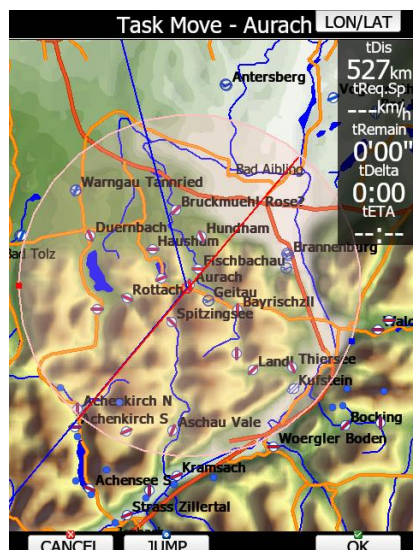 Task Move - Aurach
LON/LAT
tDis
527km
tReq.Sp
---km/h
tRemain
0'00"
tDelta
0:00
tETA
--:--
Antersberg
Bad Aibling
Warngau Tannried
Bruckmuehl Rose?
Duernbach
Hundham
Hausham
Brannenburg
Bad Tolz
Fischbachau
Aurach
Rottach
Geitau
Bayrischzll
Spitzingsee
Wald
Landl
Thiersee
Kufstein
Achenkirch N
Achenkirch S
Aschau Vale
Bocking
Woergler Boden
Kramsach
Achensee S
Strass Zillertal
CANCEL
JUMP
OK